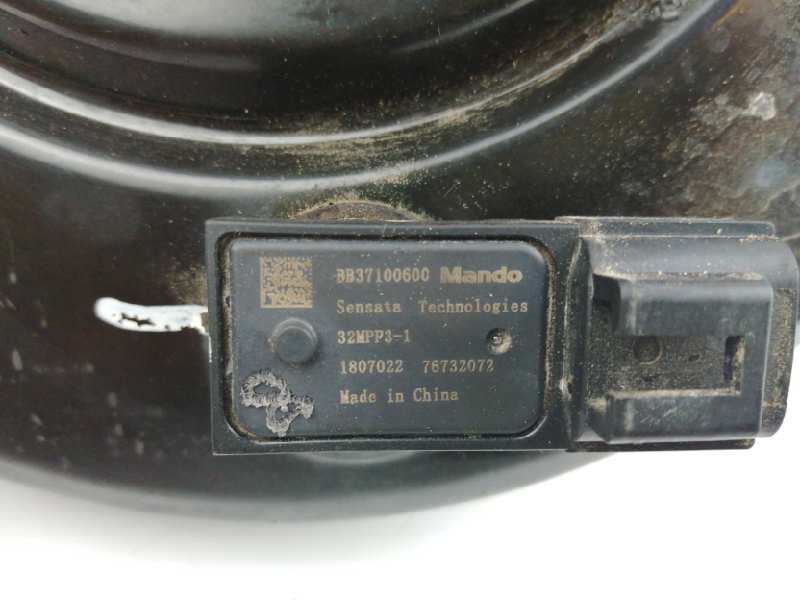 BB37100600 Mando
Sensata Technologies
32MPP3-1
1807022 76732072
Made in China